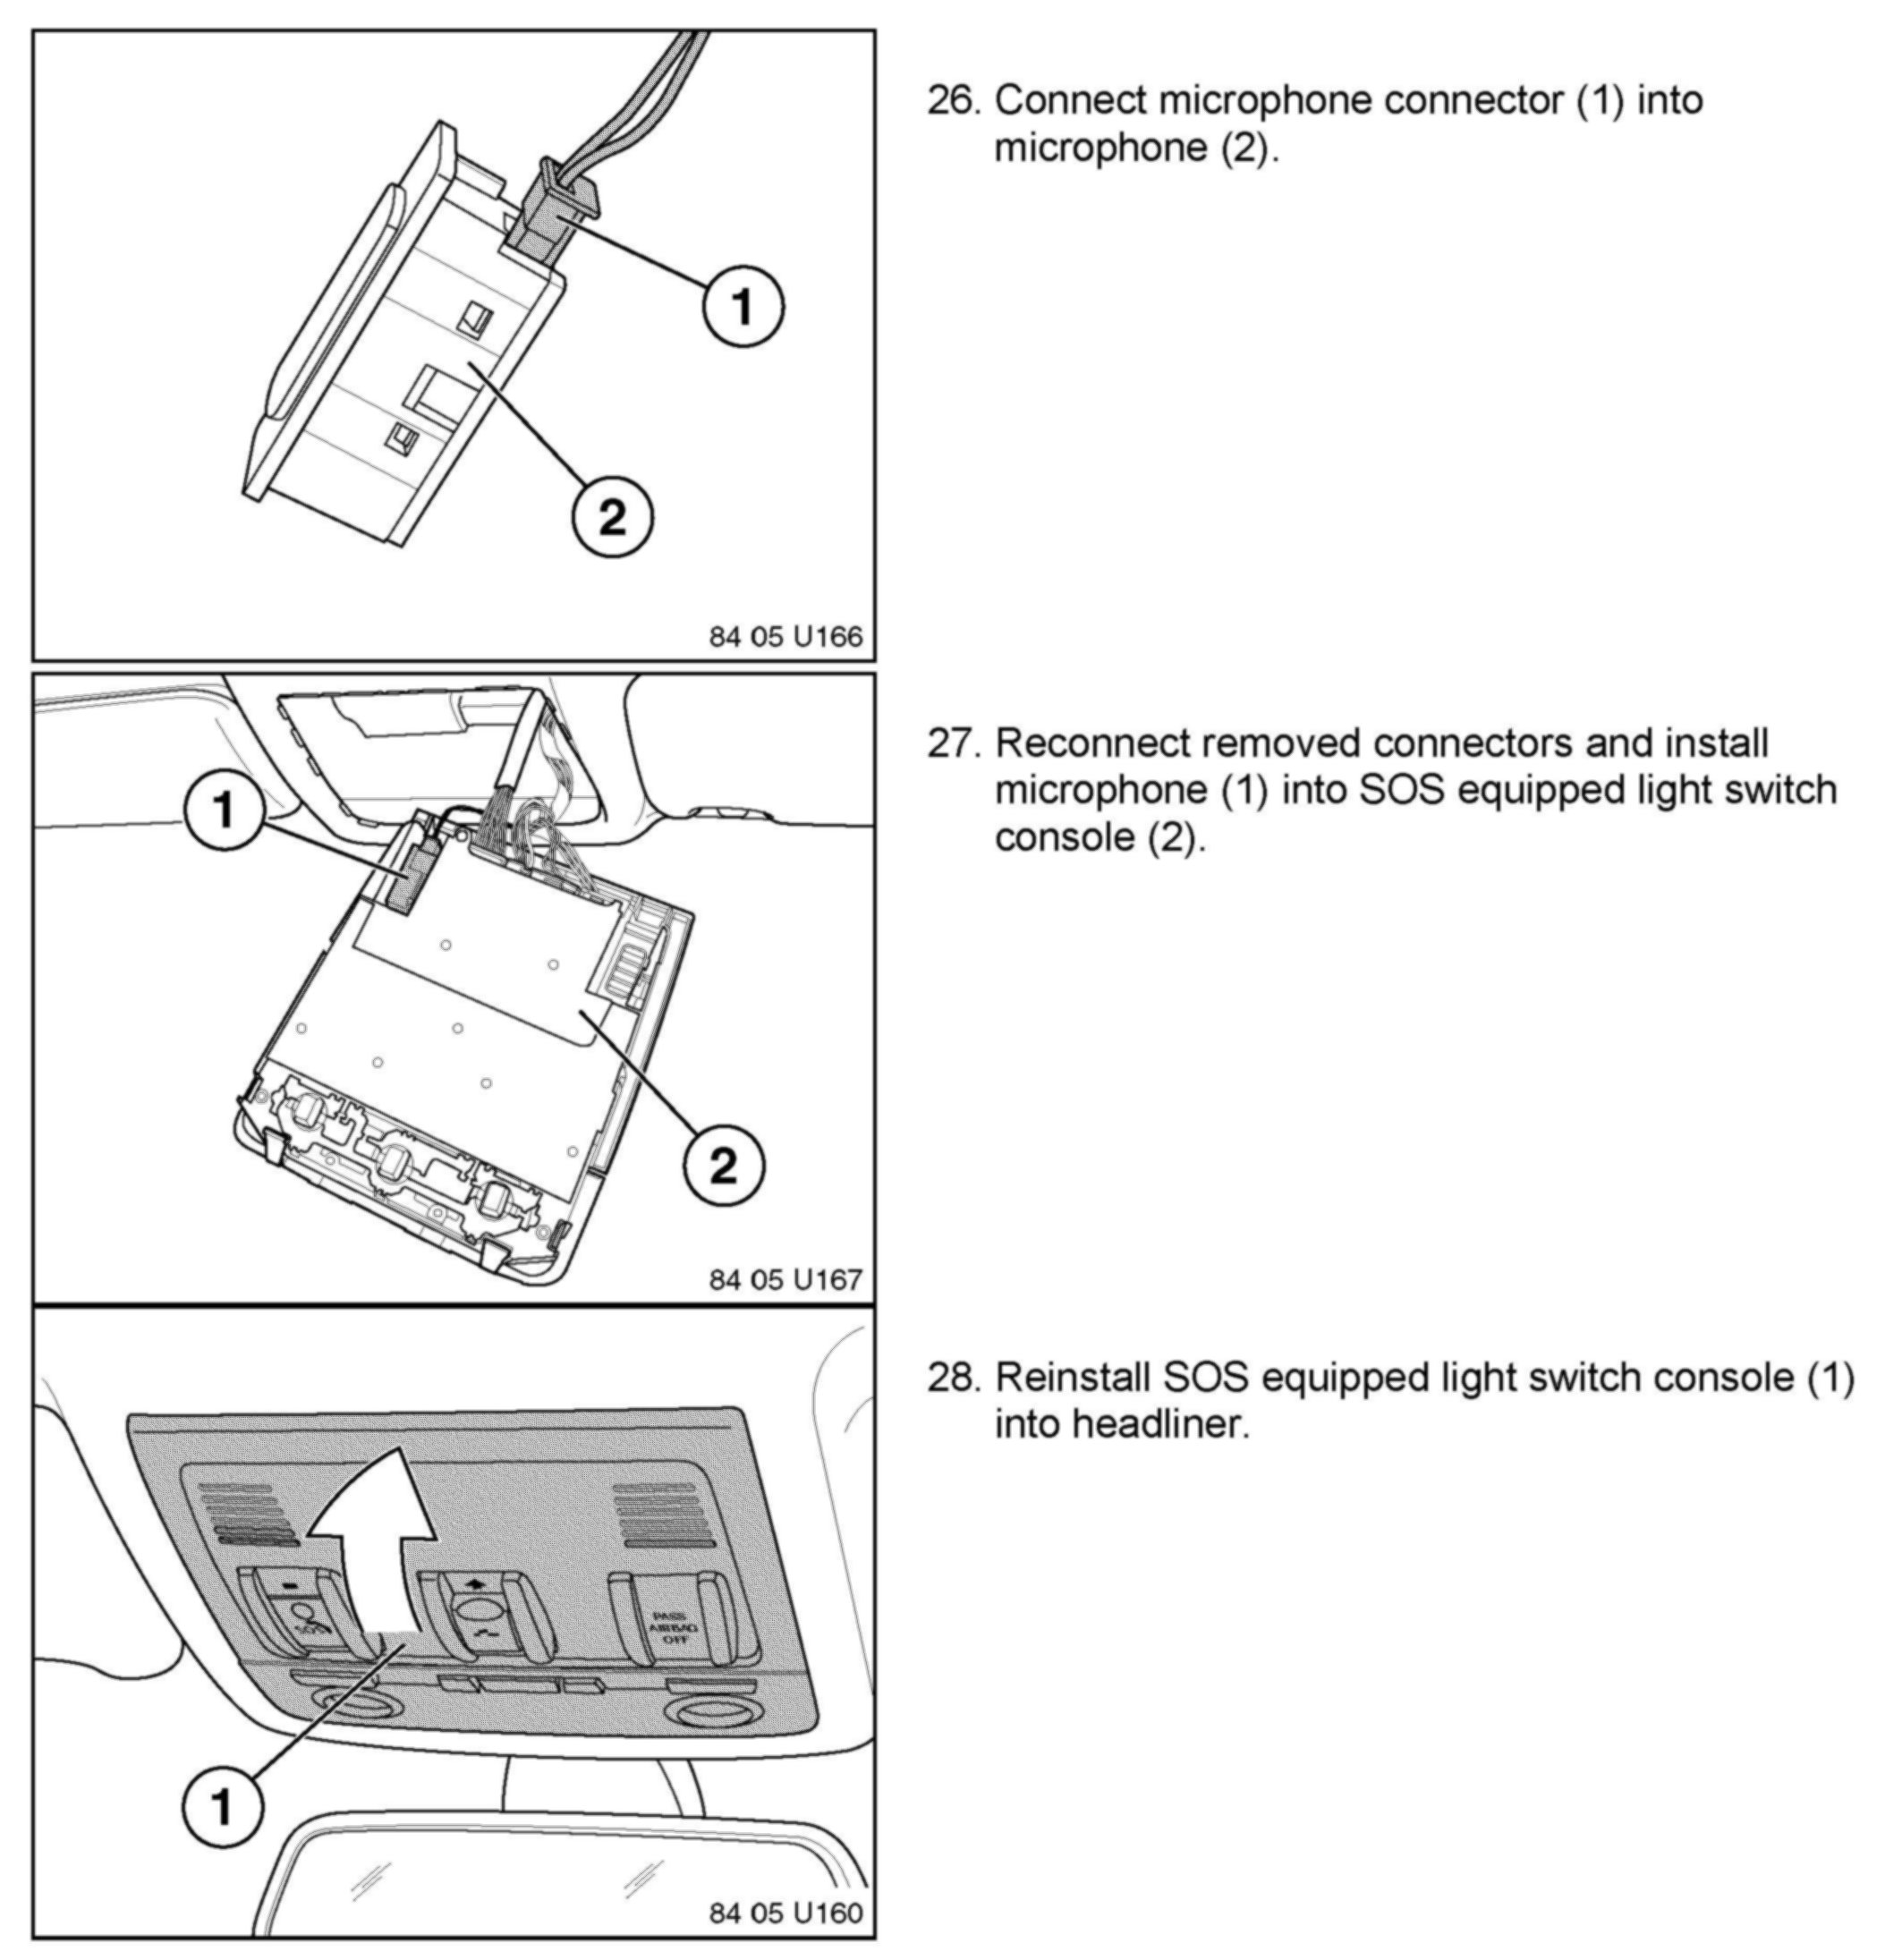 1
2
84 05 U166
26. Connect microphone connector (1) into
microphone (2).
1
2
84 05 U167
27. Reconnect removed connectors and install
microphone (1) into SOS equipped light switch
console (2).
SOS
PASS
AIRBAG
OFF
1
84 05 U160
28. Reinstall SOS equipped light switch console (1)
into headliner.